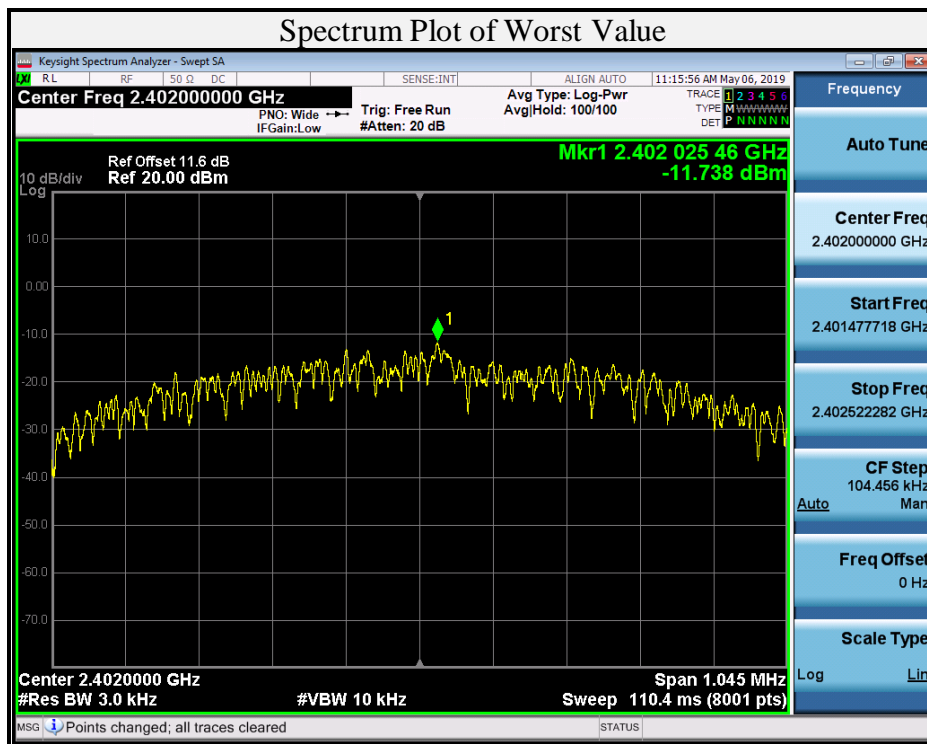 Spectrum Plot of Worst Value
Keysight Spectrum Analyzer - Swept SA
LXI RL RF 50 Ω DC SENSE:INT ALIGN AUTO 11:15:56 AM May 06, 2019
Center Freq 2.402000000 GHz
PNO: Wide
IFGain:Low
Trig: Free Run
#Atten: 20 dB
Avg Type: Log-Pwr
Avg|Hold: 100/100
TRACE 1 2 3 4 5 6
TYPE M W W W W W
DET P N N N N N
Mkr1 2.402 025 46 GHz
-11.738 dBm
Ref Offset 11.6 dB
10 dB/div Ref 20.00 dBm
Log
10.0
0.00
-10.0
-20.0
-30.0
-40.0
-50.0
-60.0
-70.0
1
Center 2.4020000 GHz Span 1.045 MHz
#Res BW 3.0 kHz #VBW 10 kHz Sweep 110.4 ms (8001 pts)
MSG Points changed; all traces cleared STATUS
Frequency
Auto Tune
Center Freq
2.402000000 GHz
Start Freq
2.401477718 GHz
Stop Freq
2.402522282 GHz
CF Step
104.456 kHz
Auto Man
Freq Offset
0 Hz
Scale Type
Log Lin